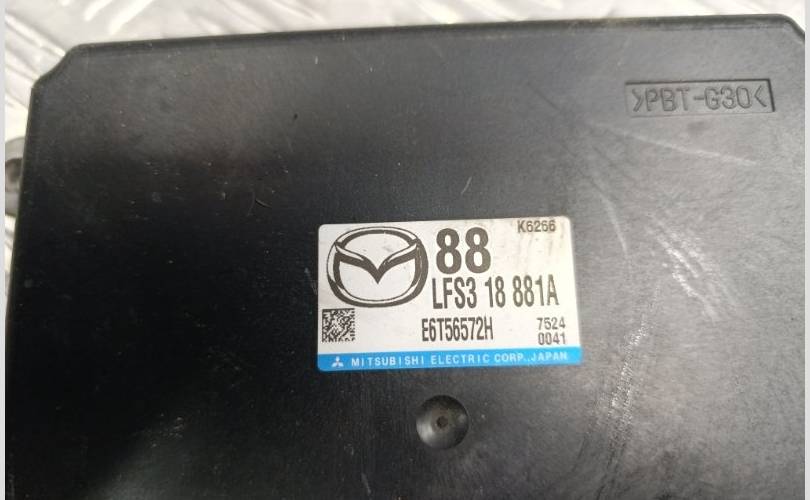 >PBT-G30<
K6266
88
LFS3 18 881A
E6T56572H
7524
0041
MITSUBISHI ELECTRIC CORP., JAPAN